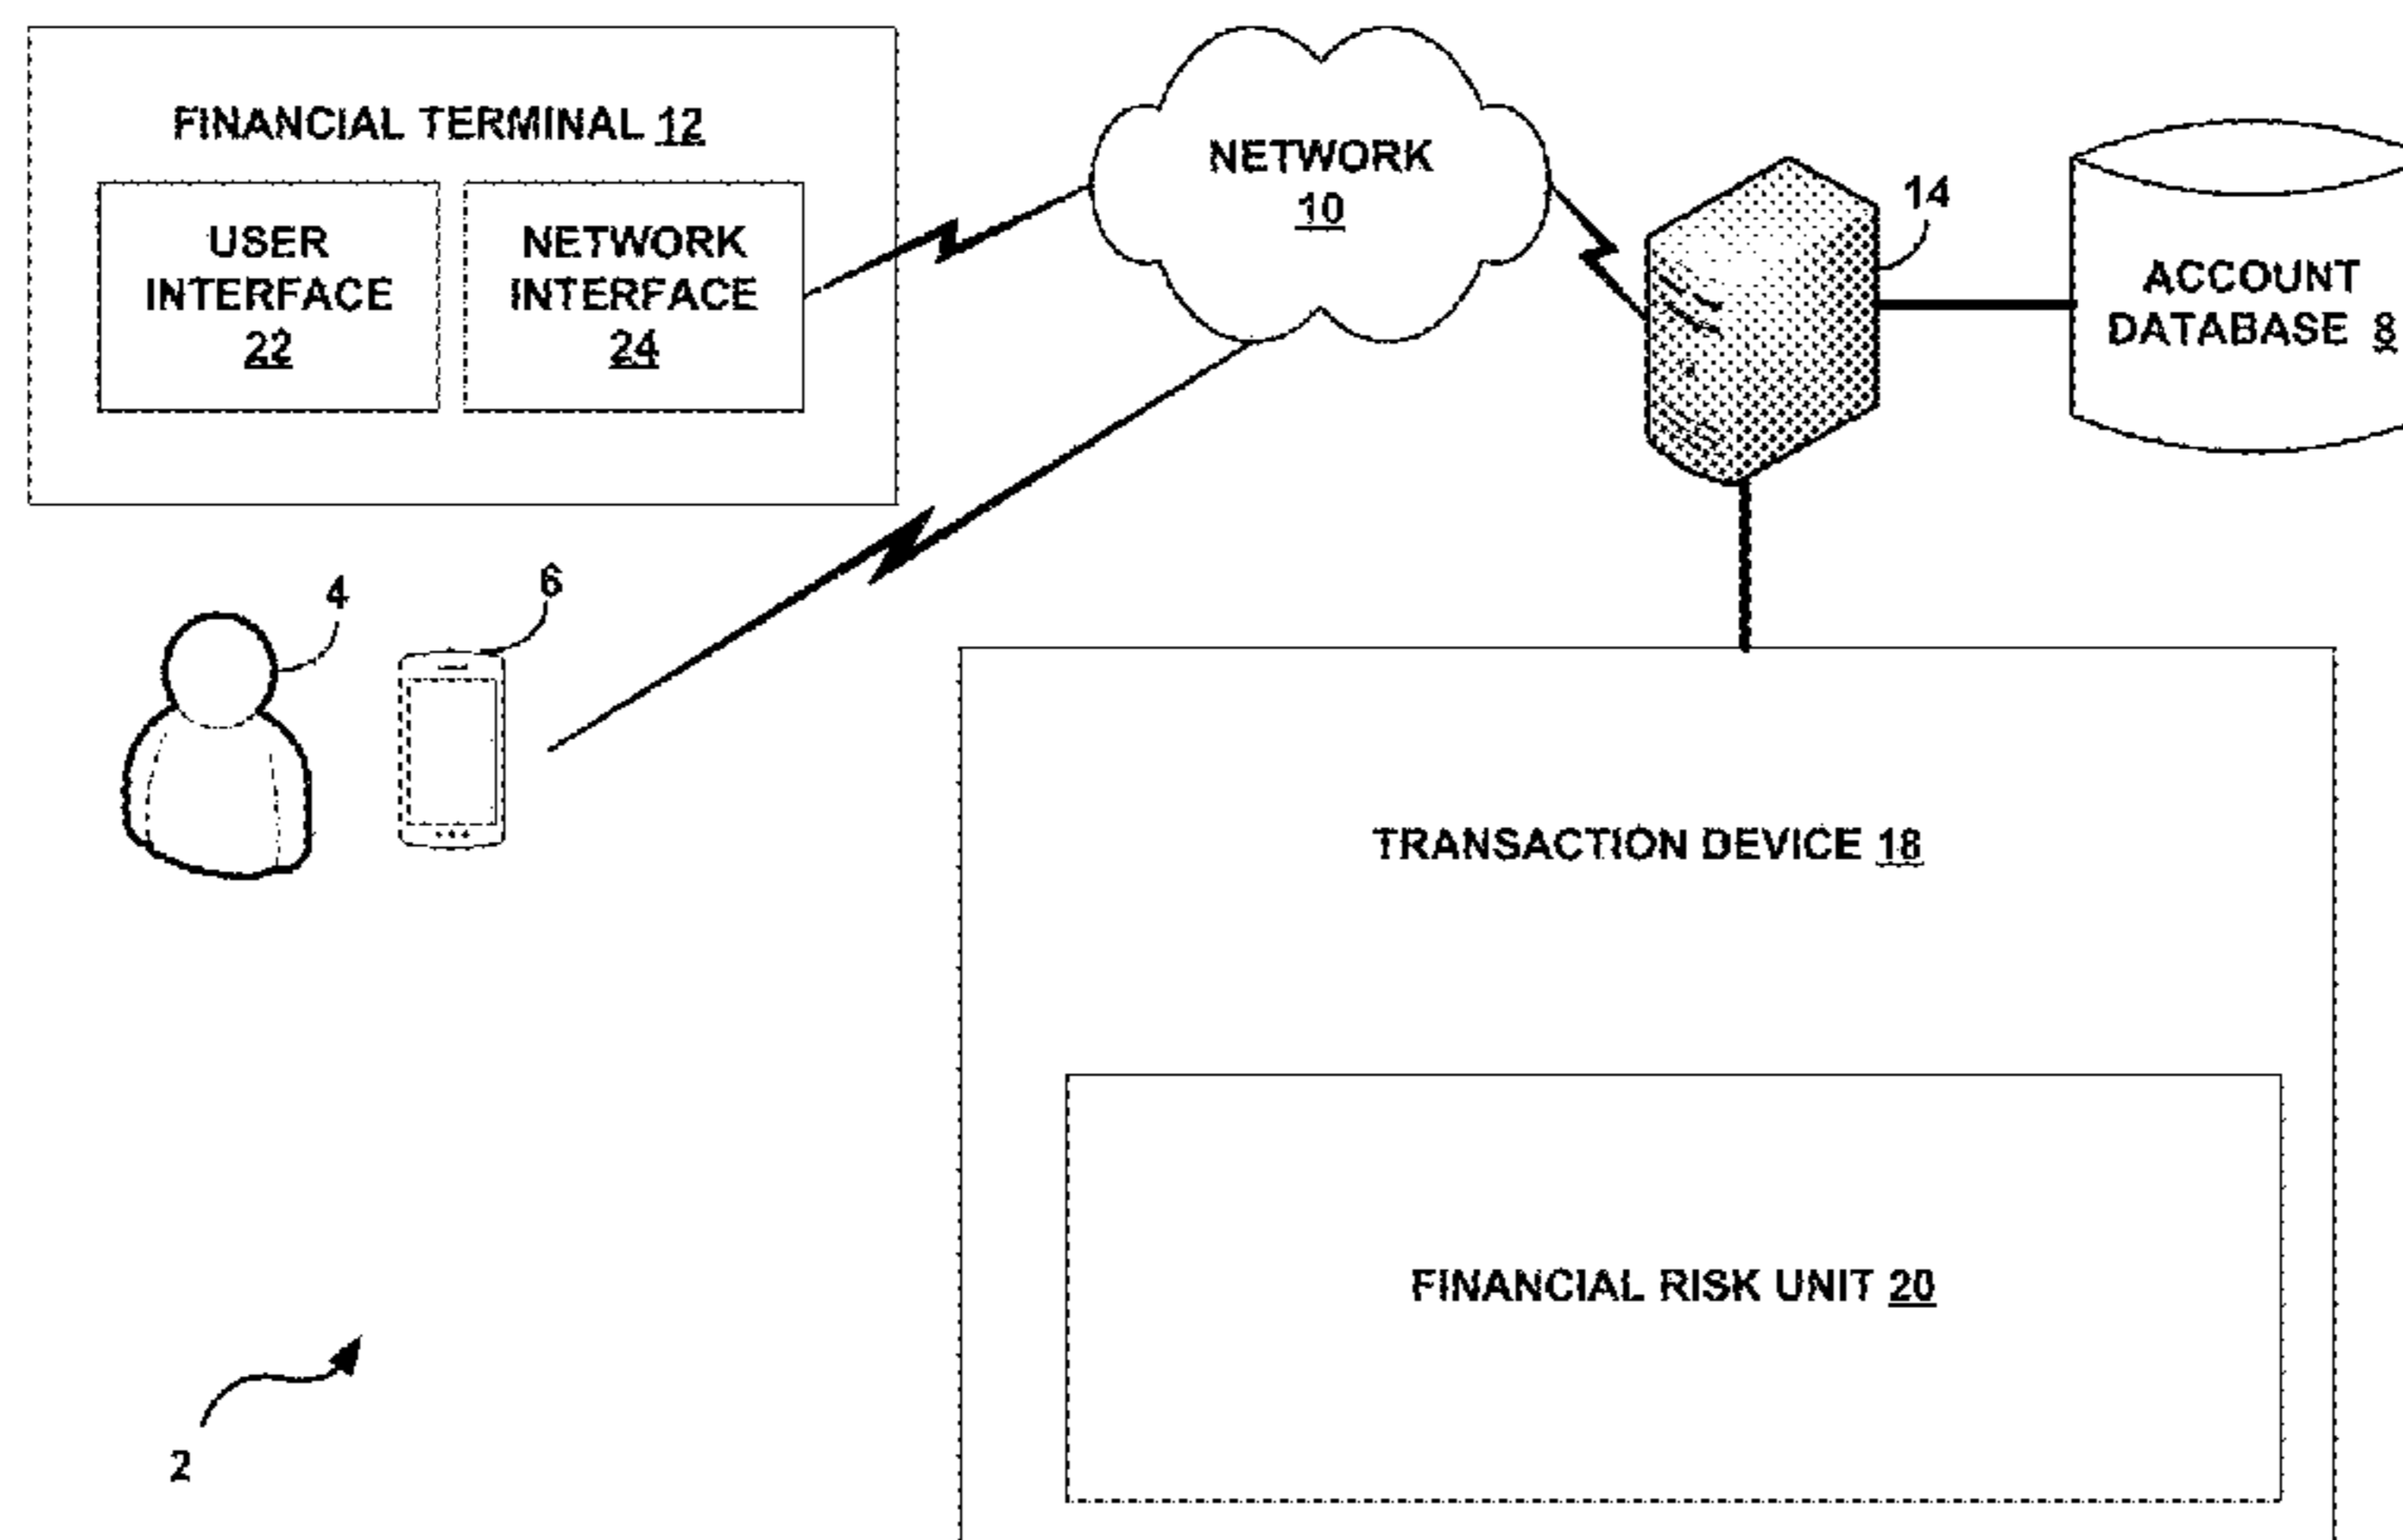 FINANCIAL TERMINAL 12
USER
INTERFACE
22
NETWORK
INTERFACE
24
NETWORK
10
14
ACCOUNT
DATABASE 8
4
6
TRANSACTION DEVICE 18
FINANCIAL RISK UNIT 20
2